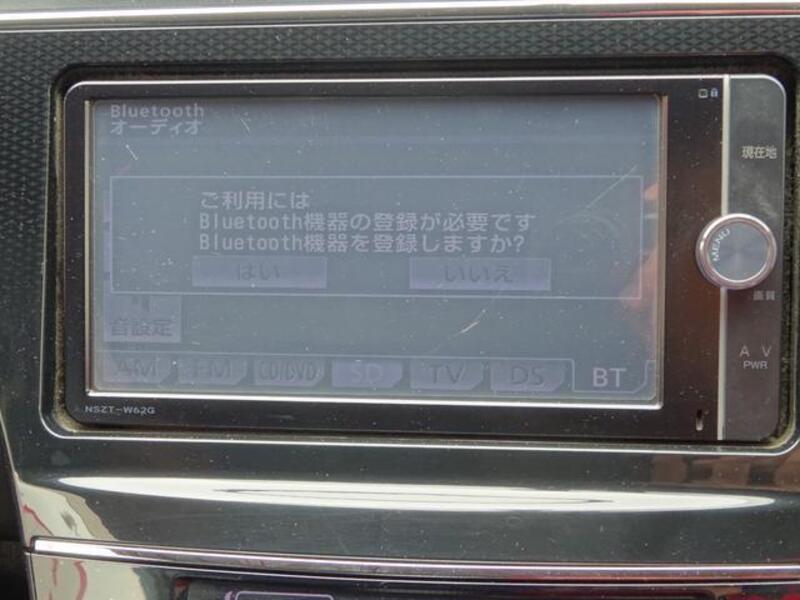 Bluetooth
オーディオ
現在地
ご利用には
Bluetooth機器の登録が必要です
Bluetooth機器を登録しますか?
MENU
はい いいえ
画質
音設定
A V
PWR
AM FM CD/DVD SD TV DS BT
NSZT-W62G